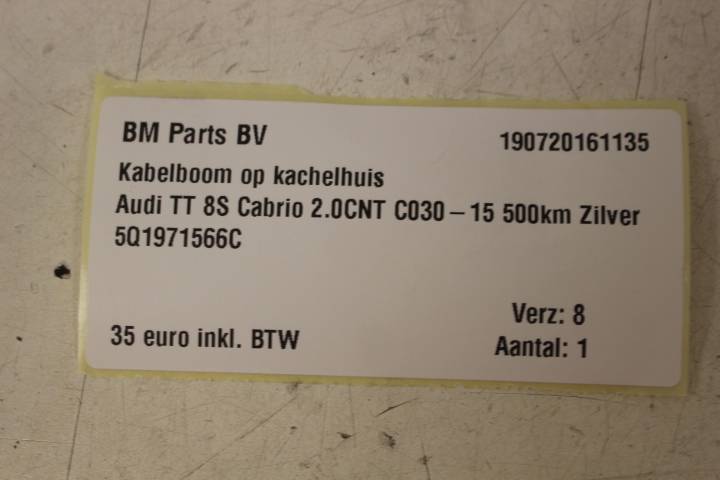 BM Parts BV 190720161135
Kabelboom op kachelhuis
Audi TT 8S Cabrio 2.0CNT C030 – 15 500km Zilver
5Q1971566C
Verz: 8
35 euro inkl. BTW Aantal: 1